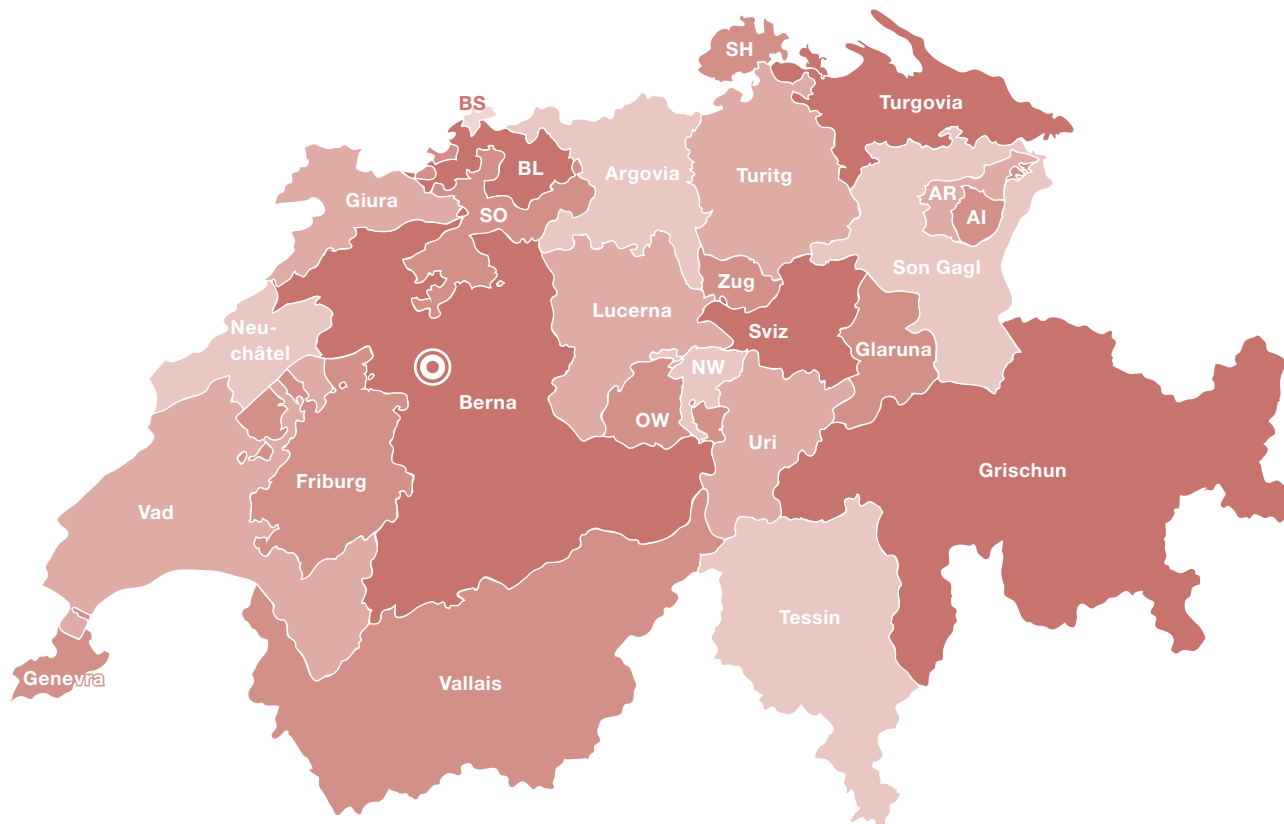 SH
BS
Turgovia
BL
Argovia
Turitg
Giura
SO
AR
AI
Son Gagl
Zug
Lucerna
Neu-
châtel
Sviz
Glaruna
NW
Berna
OW
Uri
Friburg
Grischun
Vad
Tessin
Genevra
Vallais